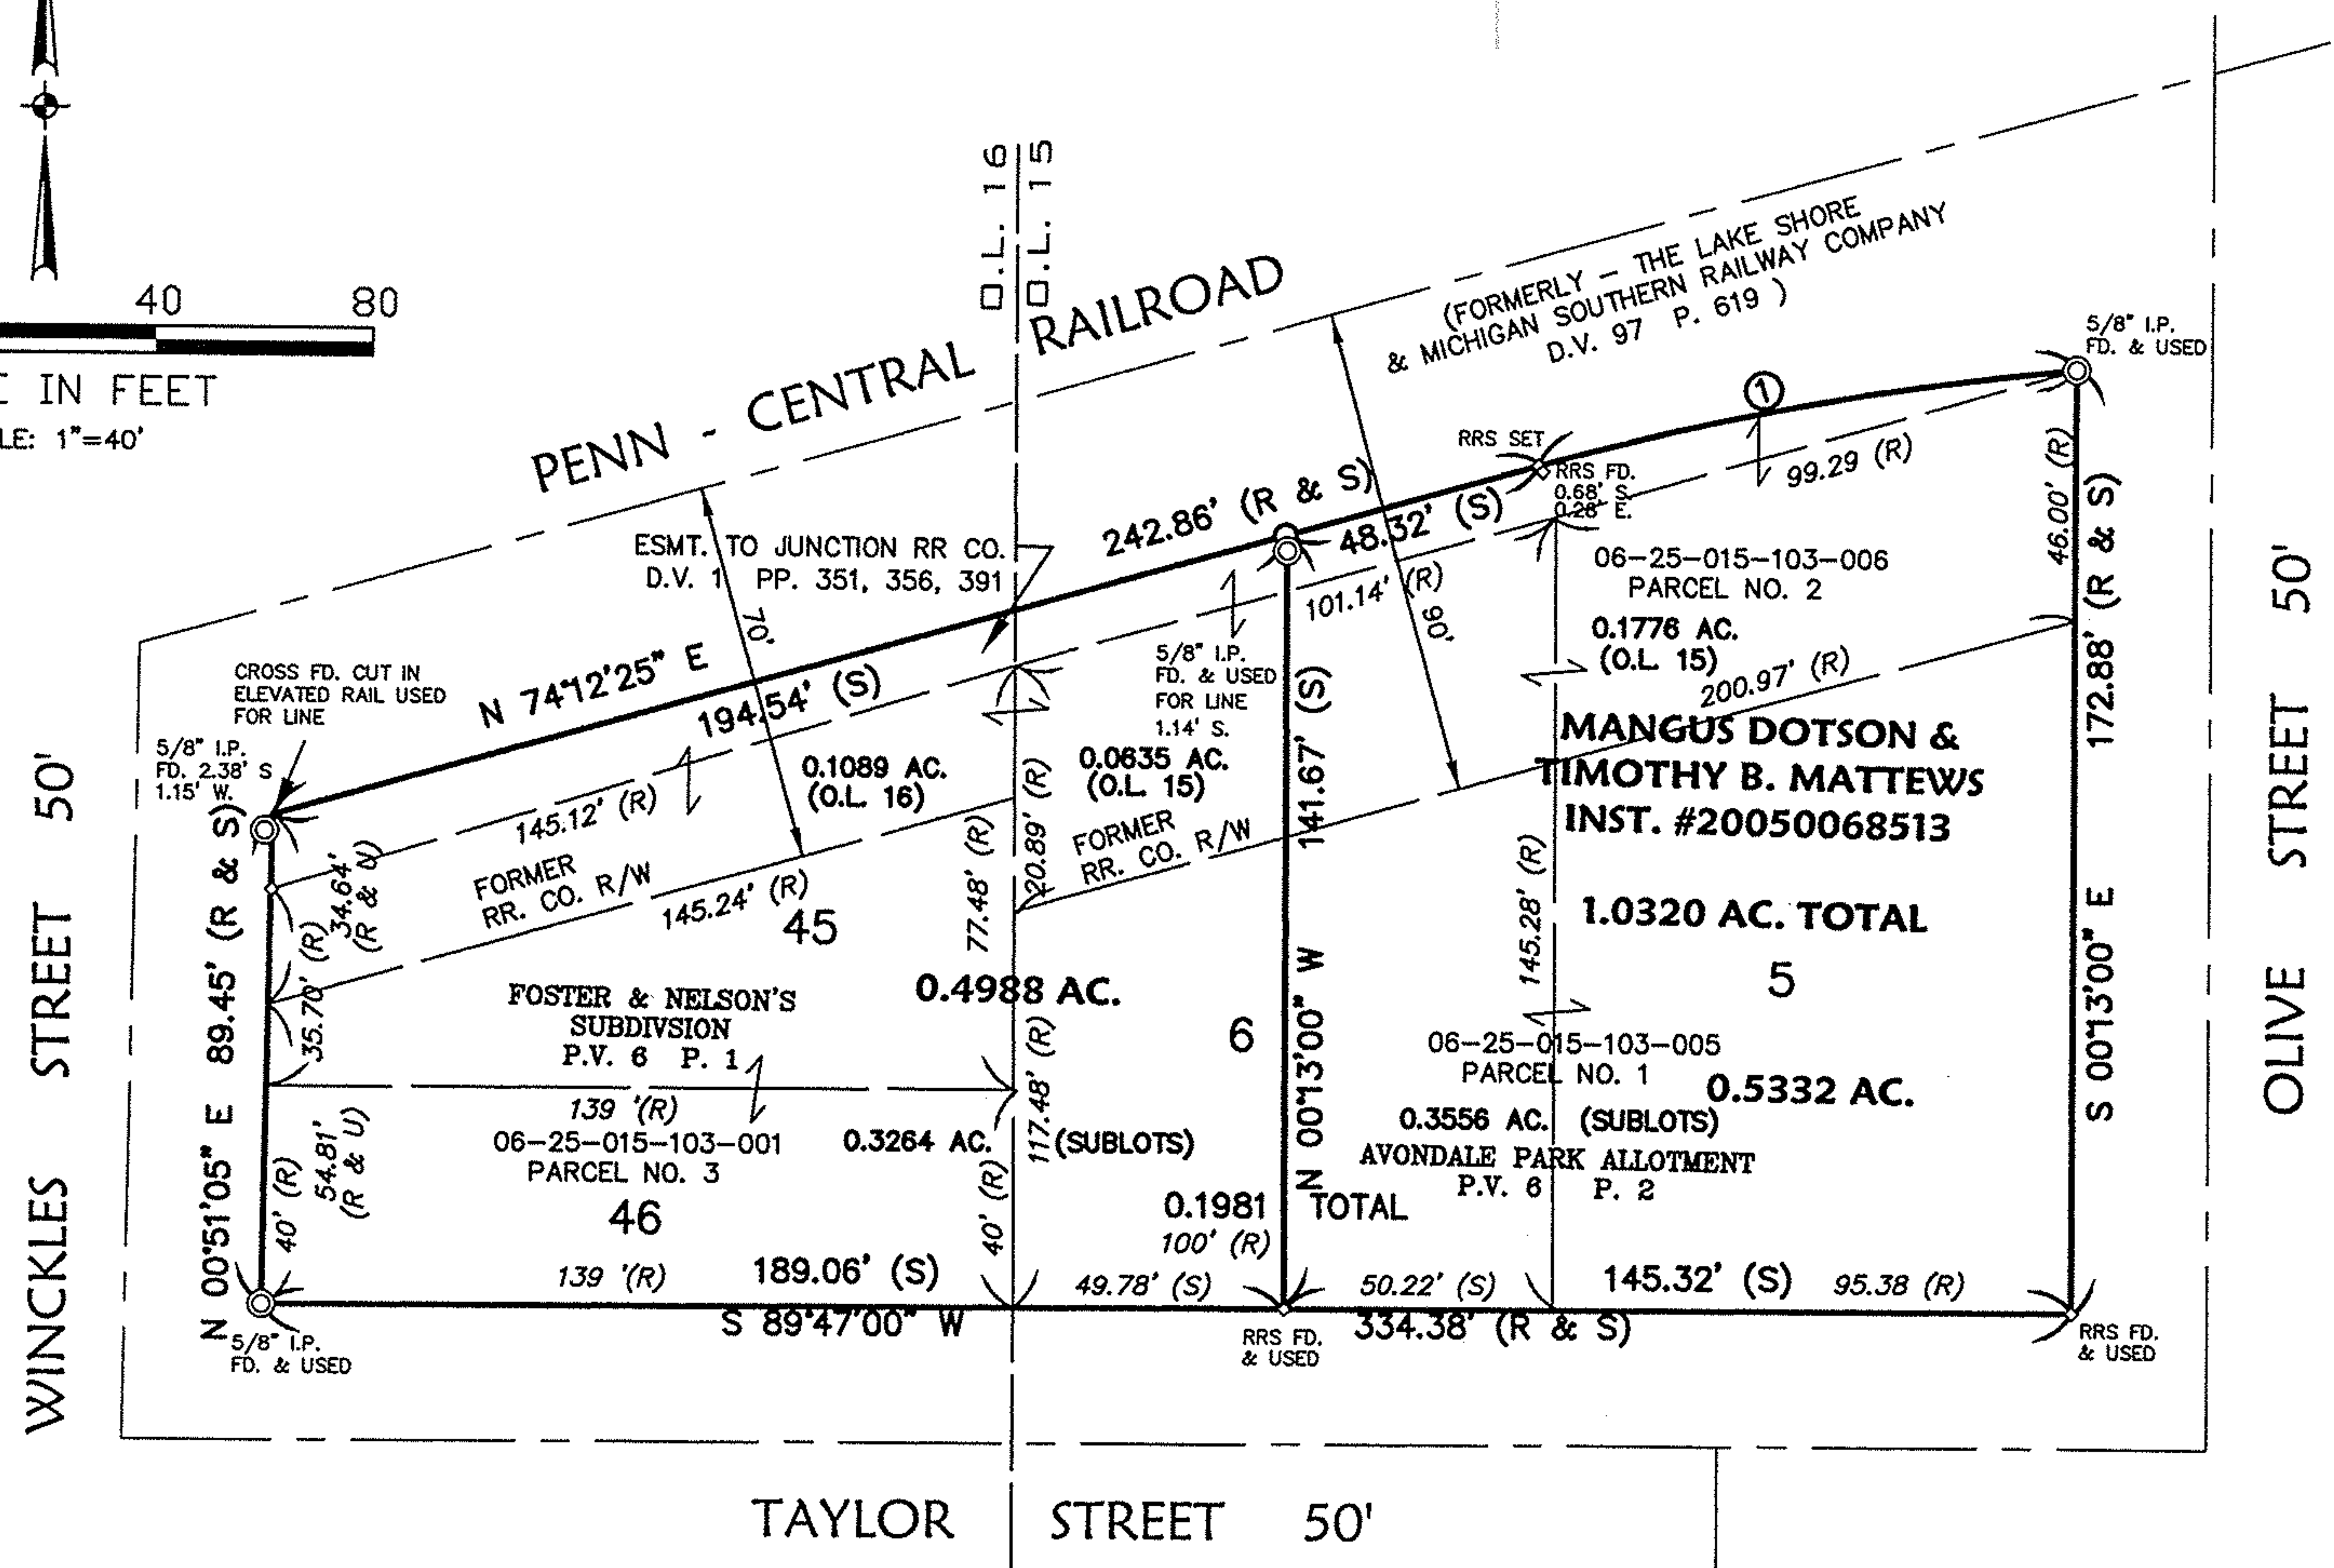 O.L. 16
O.L. 15
40 80
IN FEET
LE: 1"=40'
PENN - CENTRAL RAILROAD
(FORMERLY - THE LAKE SHORE
& MICHIGAN SOUTHERN RAILWAY COMPANY
D.V. 97 P. 619 )
5/8" I.P.
FD. & USED
1
RRS SET
RRS FD.
0.68' S.
0.28' E.
99.29 (R)
46.00' (R)
172.88' (R & S)
S 00°13'00" E
242.86' (R & S)
48.32' (S)
ESMT. TO JUNCTION RR CO.
D.V. 1 PP. 351, 356, 391
70'
90'
101.14' (R)
06-25-015-103-006
PARCEL NO. 2
0.1776 AC.
(O.L. 15)
200.97' (R)
N 74°12'25" E
194.54' (S)
CROSS FD. CUT IN
ELEVATED RAIL USED
FOR LINE
5/8" I.P.
FD. 2.38' S
1.15' W.
5/8" I.P.
FD. & USED
FOR LINE
1.14' S.
0.1089 AC.
(O.L. 16)
0.0635 AC.
(O.L. 15)
145.12' (R)
FORMER
RR. CO. R/W
145.24' (R)
FORMER
RR. CO. R/W
MANGUS DOTSON &
TIMOTHY B. MATTEWS
INST. #20050068513
1.0320 AC. TOTAL
141.67' (S)
N 00°13'00" W
145.28' (R)
77.48' (R)
20.89' (R)
34.64'
(R & U)
35.70' (R)
N 00°51'05" E 89.45' (R & S)
45
5
6
FOSTER & NELSON'S
SUBDIVSION
P.V. 6 P. 1
0.4988 AC.
117.48' (R)
139 '(R)
06-25-015-103-001
PARCEL NO. 3
46
0.3264 AC. (SUBLOTS)
06-25-015-103-005
PARCEL NO. 1
0.5332 AC.
0.3556 AC. (SUBLOTS)
AVONDALE PARK ALLOTMENT
P.V. 6 P. 2
54.81'
(R & U)
40' (R)
40' (R)
0.1981 TOTAL
100' (R)
139 '(R)
189.06' (S)
49.78' (S)
50.22' (S)
145.32' (S)
95.38 (R)
S 89°47'00" W
334.38' (R & S)
5/8" I.P.
FD. & USED
RRS FD.
& USED
RRS FD.
& USED
WINCKLES STREET 50'
OLIVE STREET 50'
TAYLOR STREET 50'